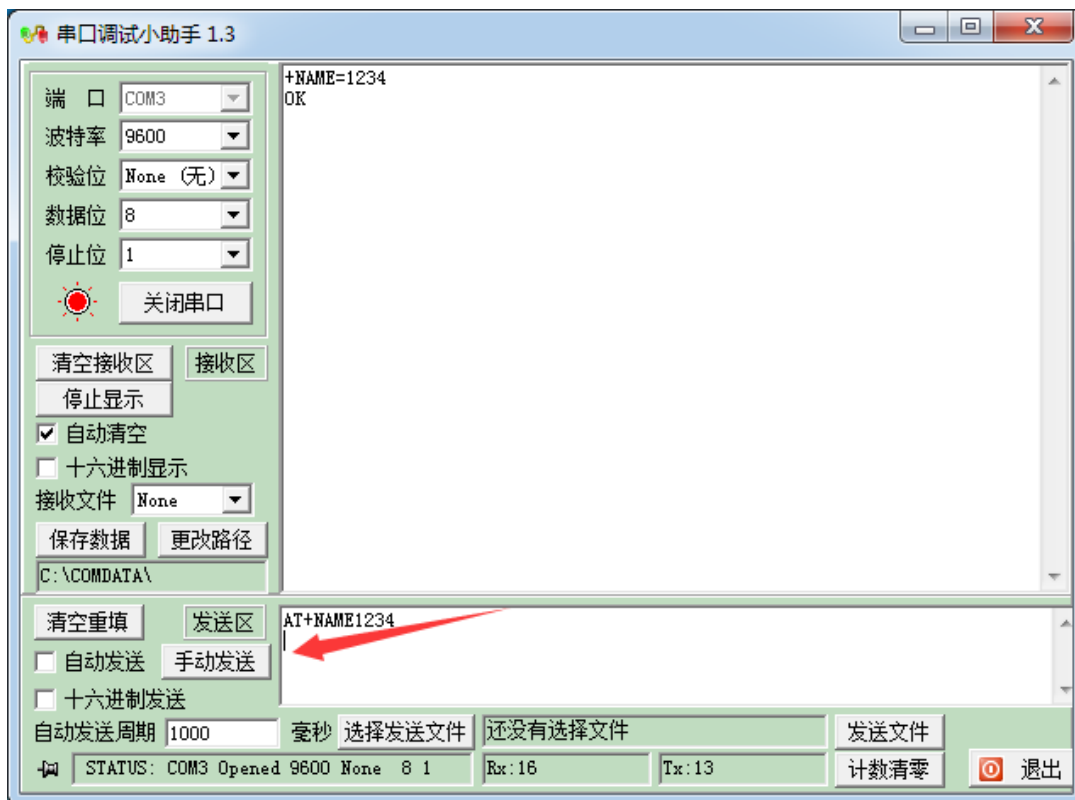 串口调试小助手 1.3
端 口 COM3
波特率 9600
校验位 None (无)
数据位 8
停止位 1
关闭串口
清空接收区 接收区
停止显示
自动清空
十六进制显示
接收文件 None
保存数据 更改路径
C:\COMDATA\
+NAME=1234
OK
清空重填 发送区
自动发送 手动发送
十六进制发送
AT+NAME1234
自动发送周期 1000 毫秒 选择发送文件 还没有选择文件 发送文件
STATUS: COM3 Opened 9600 None 8 1 Rx:16 Tx:13 计数清零 退出